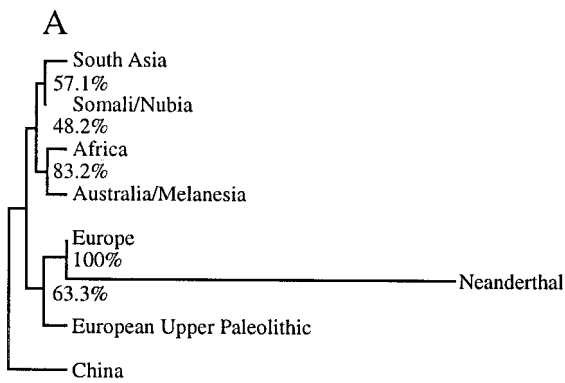 A
South Asia
57.1%
Somali/Nubia
48.2%
Africa
83.2%
Australia/Melanesia
Europe
100%
Neanderthal
63.3%
European Upper Paleolithic
China